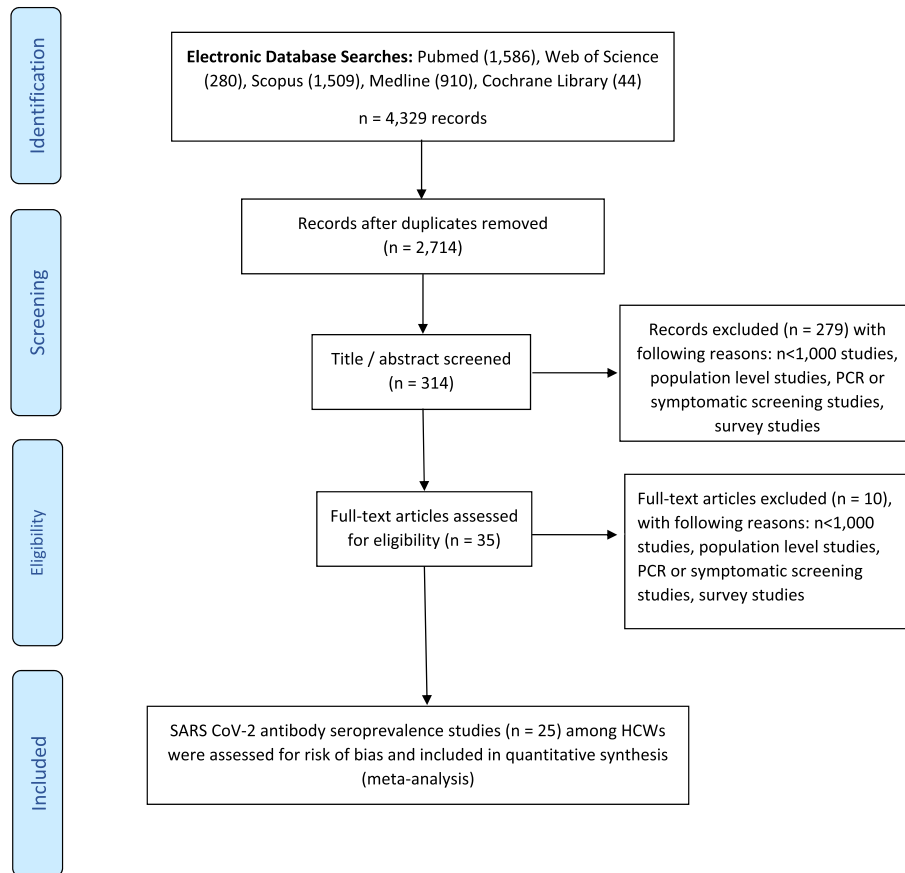 Identification
Electronic Database Searches: Pubmed (1,586), Web of Science
(280), Scopus (1,509), Medline (910), Cochrane Library (44)
n = 4,329 records
Screening
Records after duplicates removed
(n = 2,714)
Title / abstract screened
(n = 314)
Records excluded (n = 279) with
following reasons: n<1,000 studies,
population level studies, PCR or
symptomatic screening studies,
survey studies
Eligibility
Full-text articles assessed
for eligibility (n = 35)
Full-text articles excluded (n = 10),
with following reasons: n<1,000
studies, population level studies,
PCR or symptomatic screening
studies, survey studies
Included
SARS CoV-2 antibody seroprevalence studies (n = 25) among HCWs
were assessed for risk of bias and included in quantitative synthesis
(meta-analysis)